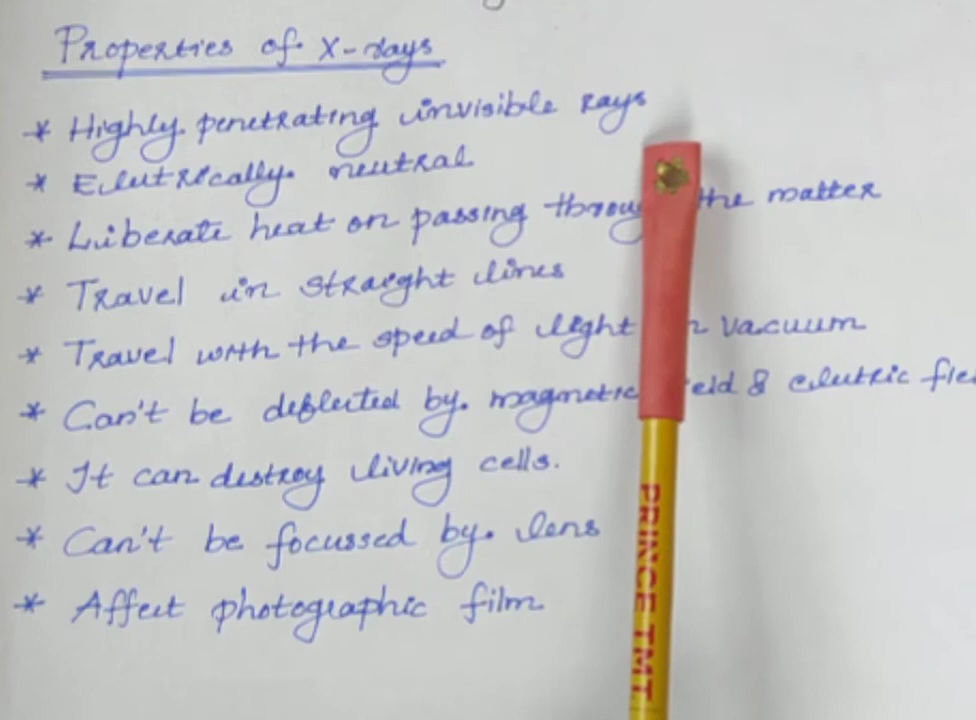 Properties of X-rays
* Highly penetrating invisible rays
* Electrically neutral
* Liberate heat on passing throug the matter
* Travel in straight lines
* Travel with the speed of light n vacuum
* Can't be deflected by magnetic eld & electric fie
* It can destroy living cells.
* Can't be focussed by lens
* Affect photographic film
PRINCE TMT